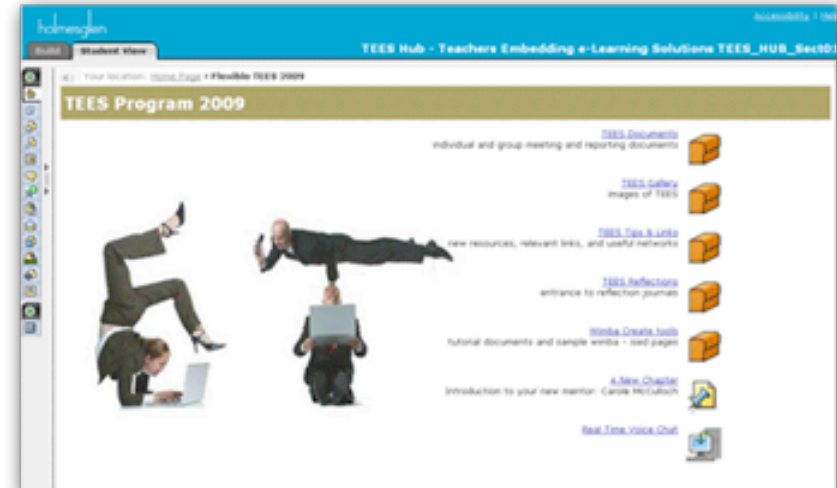 holmesglen
Accessibility | Help
Build
Student View
TEES Hub - Teachers Embedding e-Learning Solutions TEES_HUB_Sect01
Your location: Home Page › Flexible TEES 2009
TEES Program 2009
TEES Documents
individual and group meeting and reporting documents
TEES Gallery
images of TEES
TEES Tips & Links
new resources, relevant links, and useful networks
TEES Reflections
entrance to reflection journals
Wimba Create tools
tutorial documents and sample wimba - ised pages
A New Chapter
Introduction to your new mentor: Carole McCulloch
Real Time Voice Chat